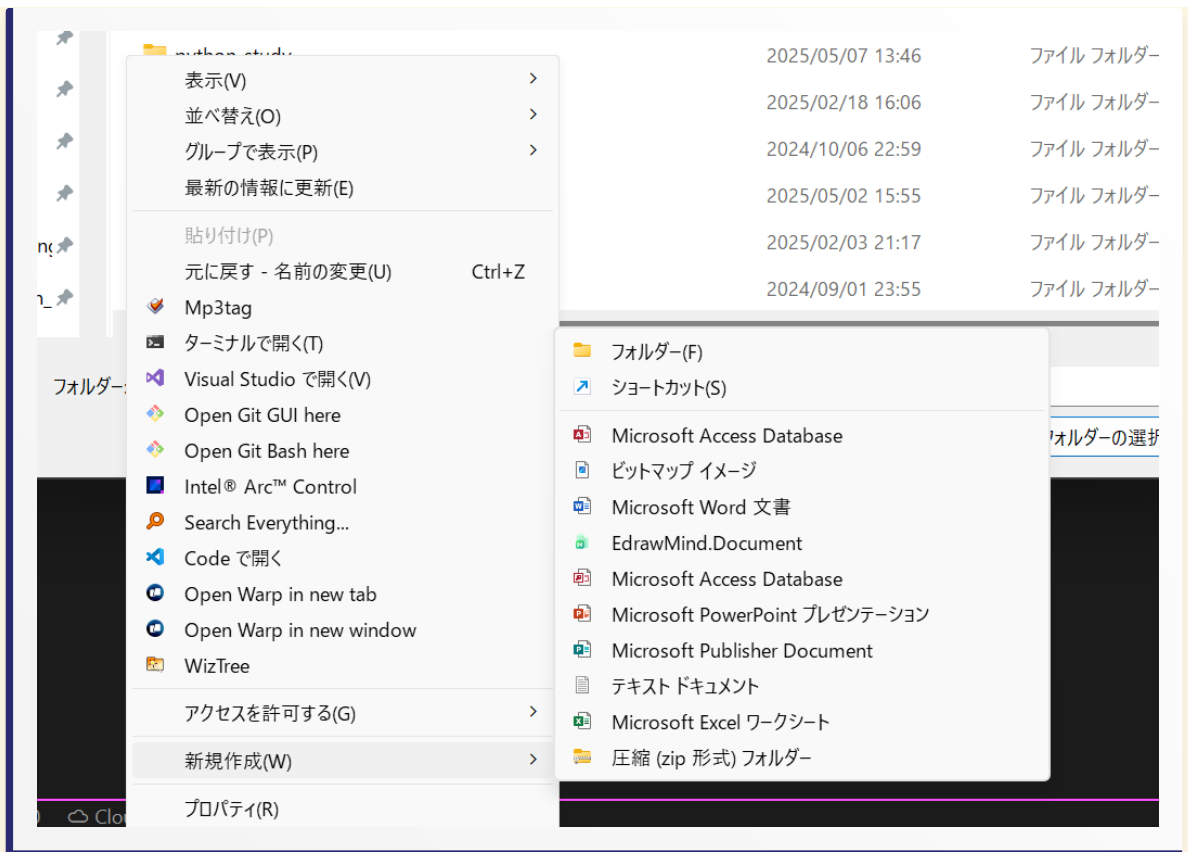 2025/05/07 13:46 ファイル フォルダー
2025/02/18 16:06 ファイル フォルダー
2024/10/06 22:59 ファイル フォルダー
2025/05/02 15:55 ファイル フォルダー
2025/02/03 21:17 ファイル フォルダー
2024/09/01 23:55 ファイル フォルダー
python-study
表示(V)
並べ替え(O)
グループで表示(P)
最新の情報に更新(E)
貼り付け(P)
元に戻す - 名前の変更(U) Ctrl+Z
Mp3tag
ターミナルで開く(T)
Visual Studio で開く(V)
Open Git GUI here
Open Git Bash here
Intel® Arc™ Control
Search Everything...
Code で開く
Open Warp in new tab
Open Warp in new window
WizTree
アクセスを許可する(G)
新規作成(W)
プロパティ(R)
フォルダー(F)
ショートカット(S)
Microsoft Access Database
ビットマップ イメージ
Microsoft Word 文書
EdrawMind.Document
Microsoft Access Database
Microsoft PowerPoint プレゼンテーション
Microsoft Publisher Document
テキスト ドキュメント
Microsoft Excel ワークシート
圧縮 (zip 形式) フォルダー
フォルダー:
フォルダーの選択